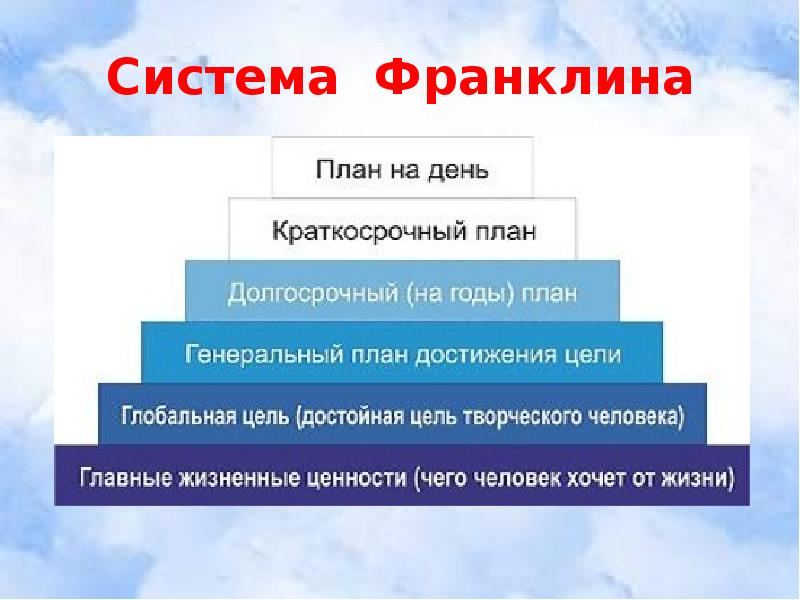 Система Франклина
План на день
Краткосрочный план
Долгосрочный (на годы) план
Генеральный план достижения цели
Глобальная цель (достойная цель творческого человека)
Главные жизненные ценности (чего человек хочет от жизни)